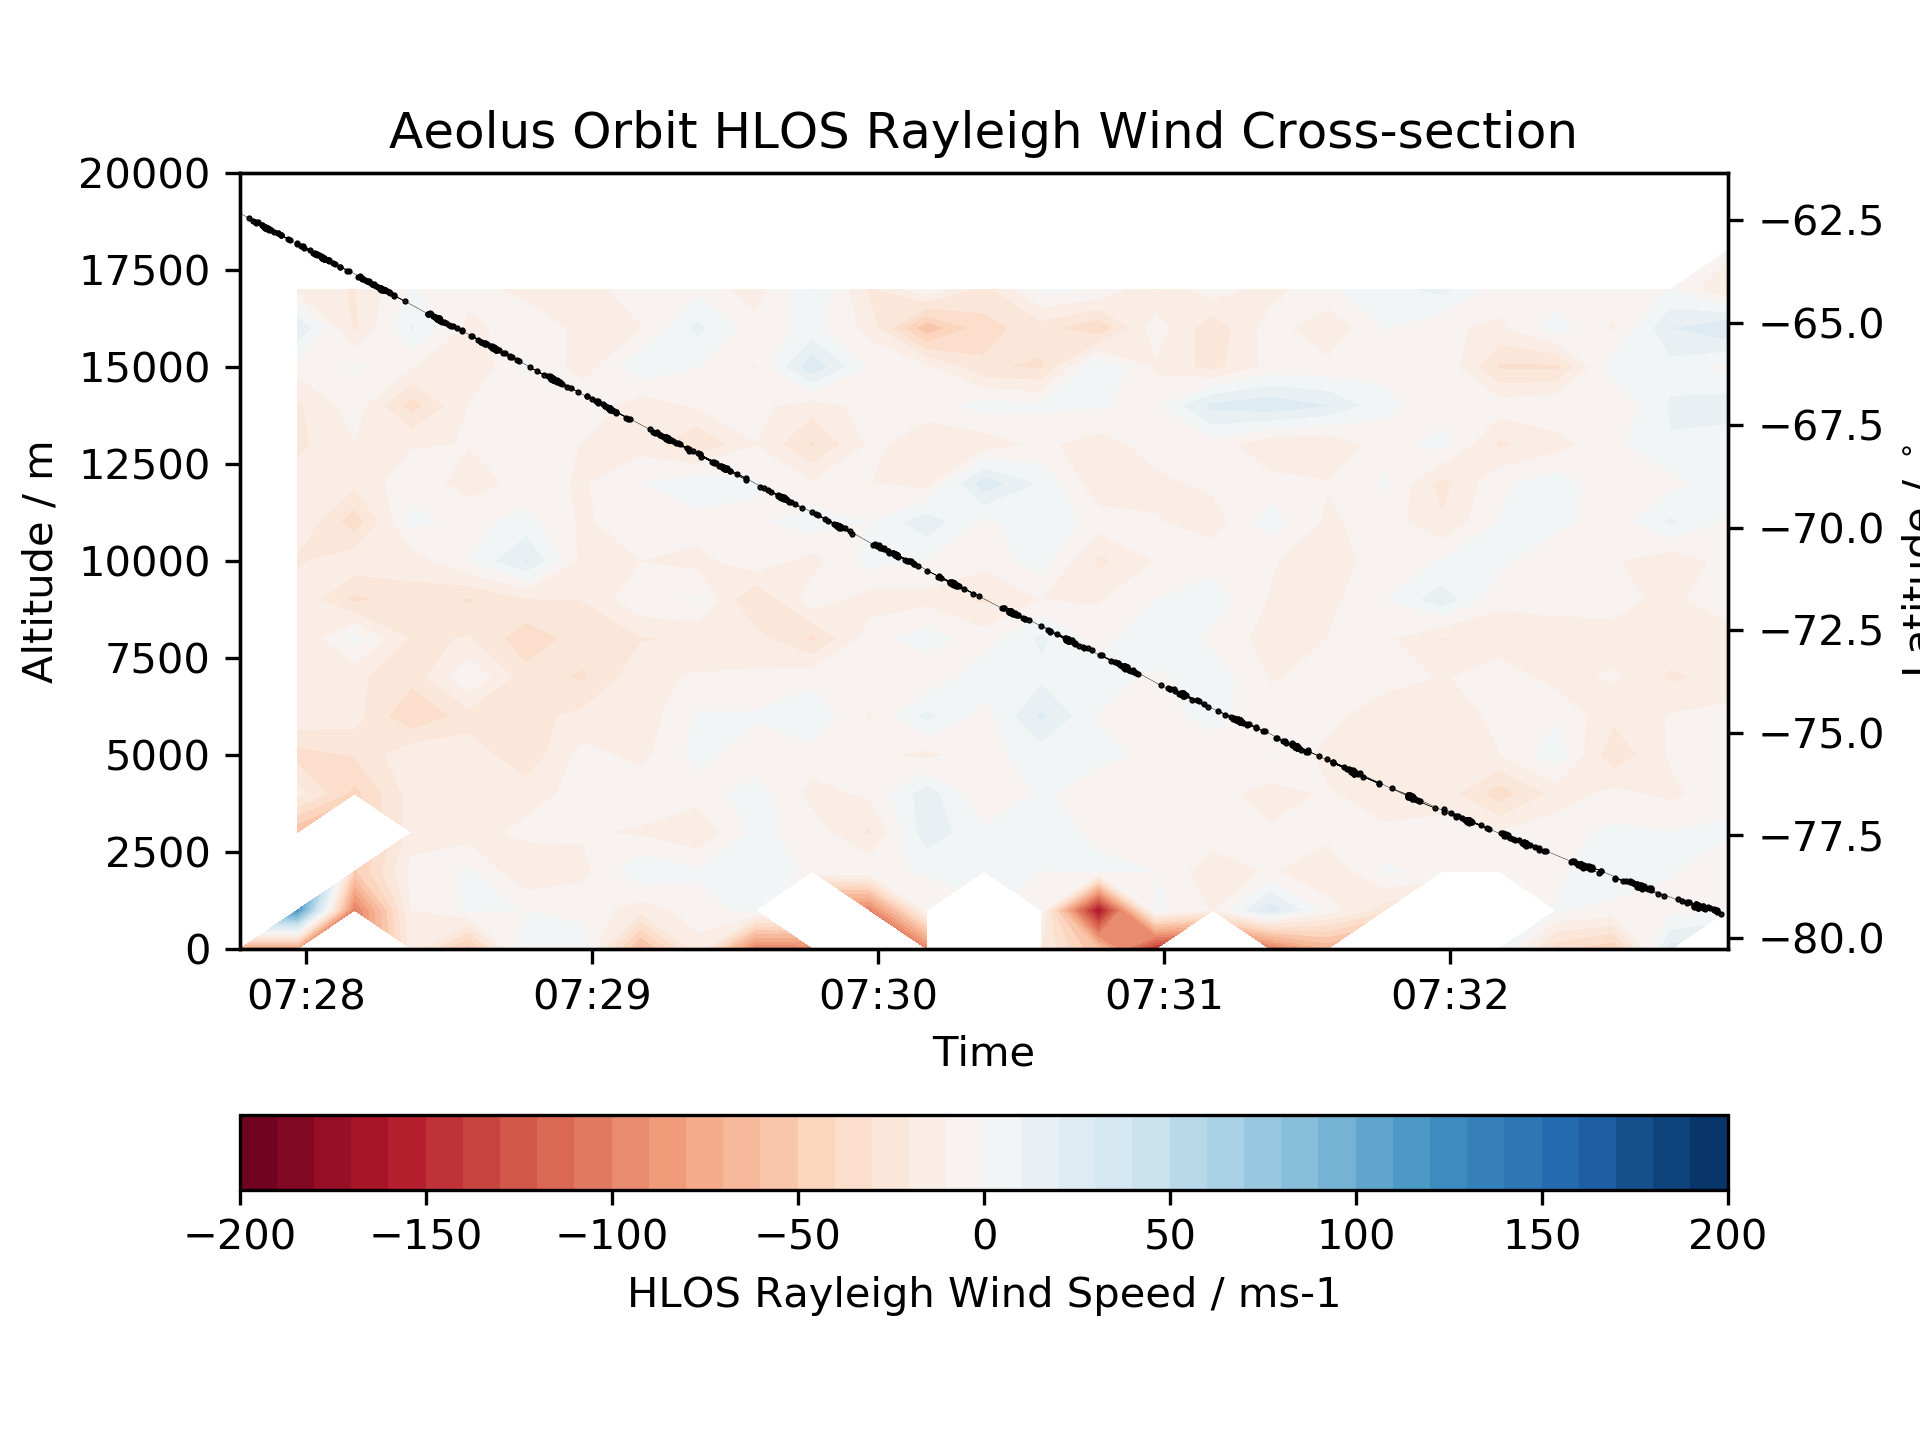 Aeolus Orbit HLOS Rayleigh Wind Cross-section
20000
17500
15000
12500
10000
7500
5000
2500
0
Altitude / m
−62.5
−65.0
−67.5
−70.0
−72.5
−75.0
−77.5
−80.0
Latitude / °
07:28 07:29 07:30 07:31 07:32
Time
−200 −150 −100 −50 0 50 100 150 200
HLOS Rayleigh Wind Speed / ms-1